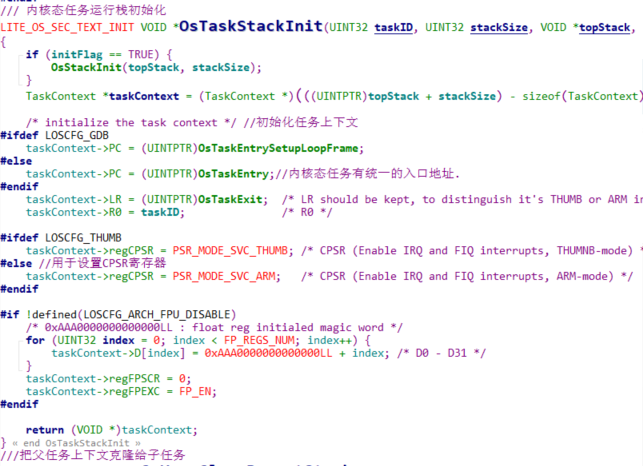 /// 内核态任务运行栈初始化
LITE_OS_SEC_TEXT_INIT VOID *OsTaskStackInit(UINT32 taskID, UINT32 stackSize, VOID *topStack,
{
    if (initFlag == TRUE) {
        OsStackInit(topStack, stackSize);
    }
    TaskContext *taskContext = (TaskContext *)(((UINTPTR)topStack + stackSize) - sizeof(TaskContext)
    /* initialize the task context */ //初始化任务上下文
#ifdef LOSCFG_GDB
    taskContext->PC = (UINTPTR)OsTaskEntrySetupLoopFrame;
#else
    taskContext->PC = (UINTPTR)OsTaskEntry;//内核态任务有统一的入口地址.
#endif
    taskContext->LR = (UINTPTR)OsTaskExit;  /* LR should be kept, to distinguish it's THUMB or ARM in
    taskContext->R0 = taskID;               /* R0 */
#ifdef LOSCFG_THUMB
    taskContext->regCPSR = PSR_MODE_SVC_THUMB; /* CPSR (Enable IRQ and FIQ interrupts, THUMNB-mode) *
#else //用于设置CPSR寄存器
    taskContext->regCPSR = PSR_MODE_SVC_ARM;   /* CPSR (Enable IRQ and FIQ interrupts, ARM-mode) */
#endif
#if !defined(LOSCFG_ARCH_FPU_DISABLE)
    /* 0xAAA0000000000000LL : float reg initialed magic word */
    for (UINT32 index = 0; index < FP_REGS_NUM; index++) {
        taskContext->D[index] = 0xAAA0000000000000LL + index; /* D0 - D31 */
    }
    taskContext->regFPSCR = 0;
    taskContext->regFPEXC = FP_EN;
#endif
    return (VOID *)taskContext;
} « end OsTaskStackInit »
///把父任务上下文克隆给子任务